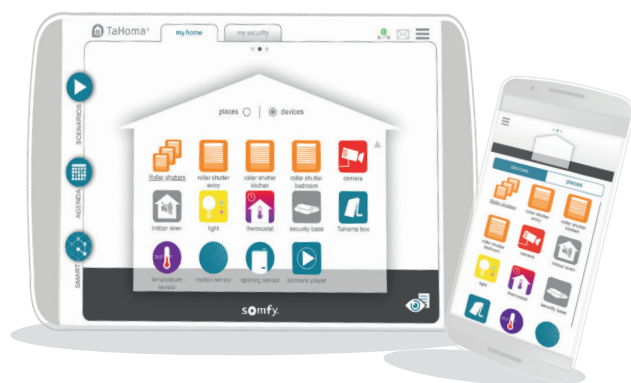 TaHoma®
my home
my security
SCENARIOS
AGENDA
SMART
places
devices
Roller shutters
roller shutter
entry
roller shutter
kitchen
roller shutter
bedroom
camera
indoor siren
light
thermostat
security base
Tahoma box
temperature
sensor
motion sensor
opening sensor
scenario player
somfy.
devices
places
Roller shutters
roller shutter
entry
roller shutter
kitchen
roller shutter
bedroom
camera
indoor siren
light
thermostat
security base